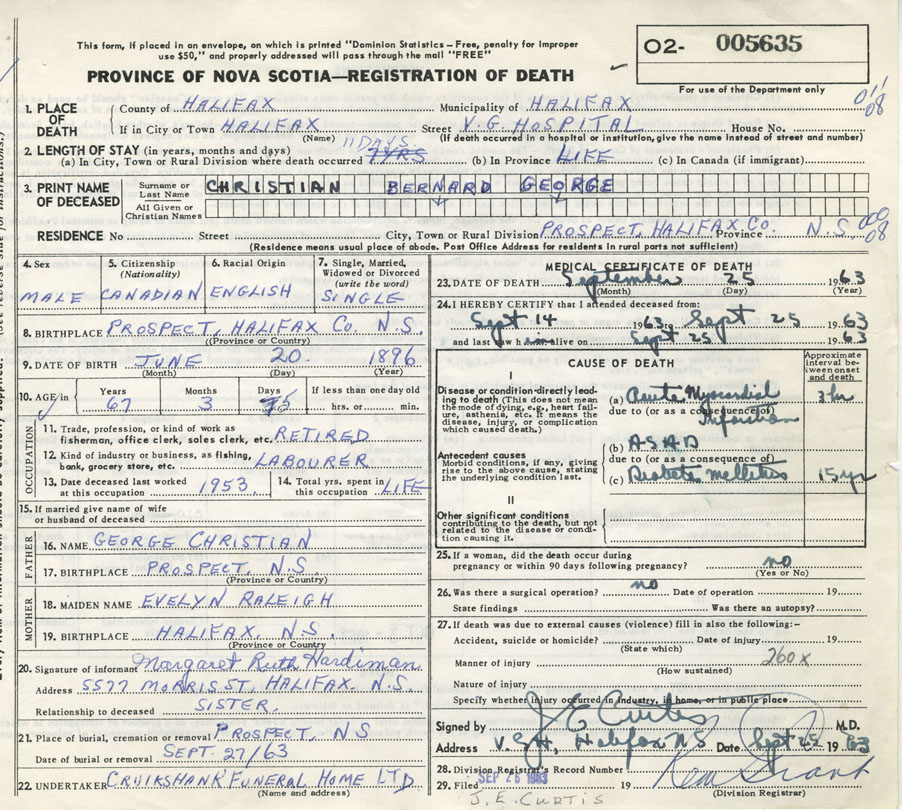 This form, if placed in an envelope, on which is printed "Dominion Statistics – Free, penalty for improper
use $50," and properly addressed will pass through the mail "FREE"
PROVINCE OF NOVA SCOTIA—REGISTRATION OF DEATH
O2- 005635
For use of the Department only
1. PLACE OF DEATH County of HALIFAX Municipality of HALIFAX 01/08
If in City or Town HALIFAX Street V.G. HOSPITAL House No.
(Name) (If death occurred in a hospital or institution, give the name instead of street and number)
2. LENGTH OF STAY (in years, months and days) 11 DAYS
(a) In City, Town or Rural Division where death occurred 7 YRS (b) In Province LIFE (c) In Canada (if immigrant)
3. PRINT NAME OF DECEASED Surname or Last Name CHRISTIAN BERNARD GEORGE
All Given or Christian Names
RESIDENCE No Street City, Town or Rural Division PROSPECT, HALIFAX Co. Province N.S. 000/08
(Residence means usual place of abode. Post Office Address for residents in rural parts not sufficient)
4. Sex 5. Citizenship (Nationality) 6. Racial Origin 7. Single, Married, Widowed or Divorced (write the word)
MALE CANADIAN ENGLISH SINGLE
8. BIRTHPLACE PROSPECT, HALIFAX Co. N.S.
(Province or Country)
9. DATE OF BIRTH JUNE 20. 1896
(Month) (Day) (Year)
10. AGE in Years Months Days If less than one day old
67 3 5 hrs. or min.
OCCUPATION
11. Trade, profession or kind of work as
fisherman, office clerk, sales clerk, etc. RETIRED
12. Kind of industry or business, as fishing,
bank, grocery store, etc. LABOURER
13. Date deceased last worked at this occupation 1953. 14. Total yrs. spent in this occupation LIFE
15. If married give name of wife
or husband of deceased
FATHER
16. NAME GEORGE CHRISTIAN
17. BIRTHPLACE PROSPECT, N.S.
(Province or Country)
MOTHER
18. MAIDEN NAME EVELYN RALEIGH
19. BIRTHPLACE HALIFAX, N.S.
(Province or Country)
20. Signature of informant Margaret Ruth Hardiman
Address 5577 MORRIS ST, HALIFAX. N.S.
Relationship to deceased SISTER.
21. Place of burial, cremation or removal PROSPECT, NS
Date of burial or removal SEPT. 27/63
22. UNDERTAKER CRUIKSHANK FUNERAL HOME LTD
(Name and address)
MEDICAL CERTIFICATE OF DEATH
23. DATE OF DEATH September 25 1963
(Month) (Day) (Year)
24. I HEREBY CERTIFY that I attended deceased from:
Sept 14 1963, to Sept 25 1963
and last saw h alive on Sept 25 1963
CAUSE OF DEATH
Approximate interval between onset and death
I
Disease or condition directly leading to death (This does not mean the mode of dying, e.g., heart failure, asthenia, etc. It means the disease, injury, or complication which caused death.)
(a) Acute Myocardial Infarction 3 hr
due to (or as a consequence of)
Antecedent causes
Morbid conditions, if any, giving rise to the above cause, stating the underlying condition last.
(b) A.S.H.D
due to (or as a consequence of)
(c) Diabetes Mellitus 15 yr
II
Other significant conditions
contributing to the death, but not related to the disease or condition causing it.
25. If a woman, did the death occur during
pregnancy or within 90 days following pregnancy? no
(Yes or No)
26. Was there a surgical operation? no Date of operation 19
State findings Was there an autopsy?
27. If death was due to external causes (violence) fill in also the following:–
Accident, suicide or homicide? Date of injury 19
(State which)
Manner of injury 260X
(How sustained)
Nature of injury
Specify whether injury occurred in industry, in home, or in public place
Signed by J E Curtis M.D.
Address V.G.H, Halifax NS Date Sept 25 1963
28. Division Registrar's Record Number
29. Filed SEP 26 1963 19
(Division Registrar)
J. E. CURTIS